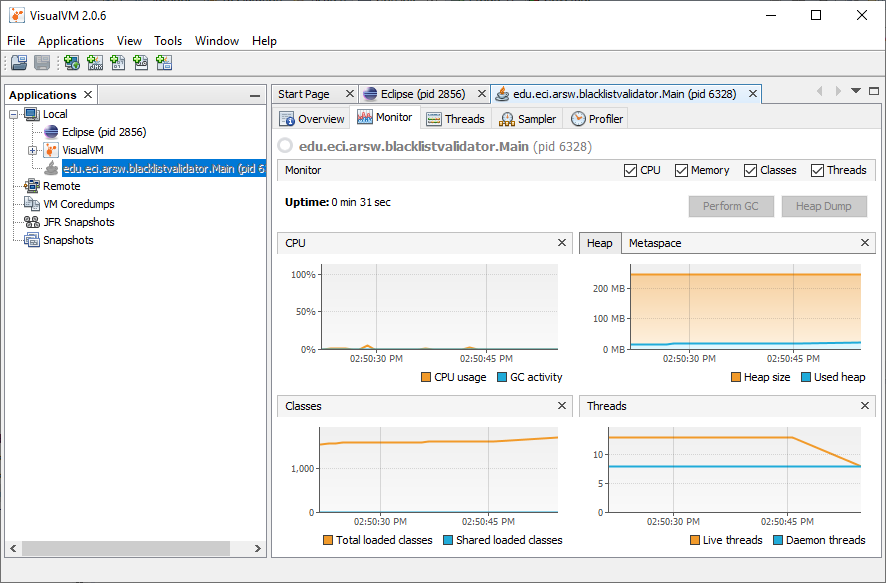 VisualVM 2.0.6
File Applications View Tools Window Help
Applications
Local
Eclipse (pid 2856)
VisualVM
edu.eci.arsw.blacklistvalidator.Main (pid 6
Remote
VM Coredumps
JFR Snapshots
Snapshots
Start Page Eclipse (pid 2856) edu.eci.arsw.blacklistvalidator.Main (pid 6328)
Overview Monitor Threads Sampler Profiler
edu.eci.arsw.blacklistvalidator.Main (pid 6328)
Monitor CPU Memory Classes Threads
Uptime: 0 min 31 sec Perform GC Heap Dump
CPU
100%
50%
0%
02:50:30 PM 02:50:45 PM
CPU usage GC activity
Heap Metaspace
200 MB
100 MB
0 MB
02:50:30 PM 02:50:45 PM
Heap size Used heap
Classes
1,000
0
02:50:30 PM 02:50:45 PM
Total loaded classes Shared loaded classes
Threads
10
5
0
02:50:30 PM 02:50:45 PM
Live threads Daemon threads